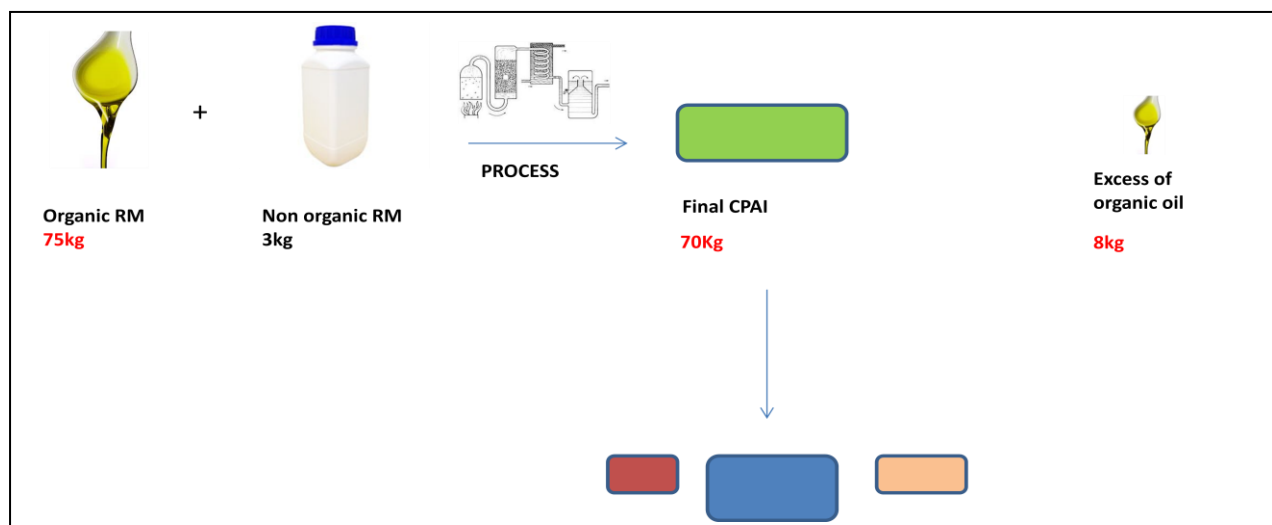 +
PROCESS
Organic RM
75kg
Non organic RM
3kg
Final CPAI
70Kg
Excess of
organic oil
8kg